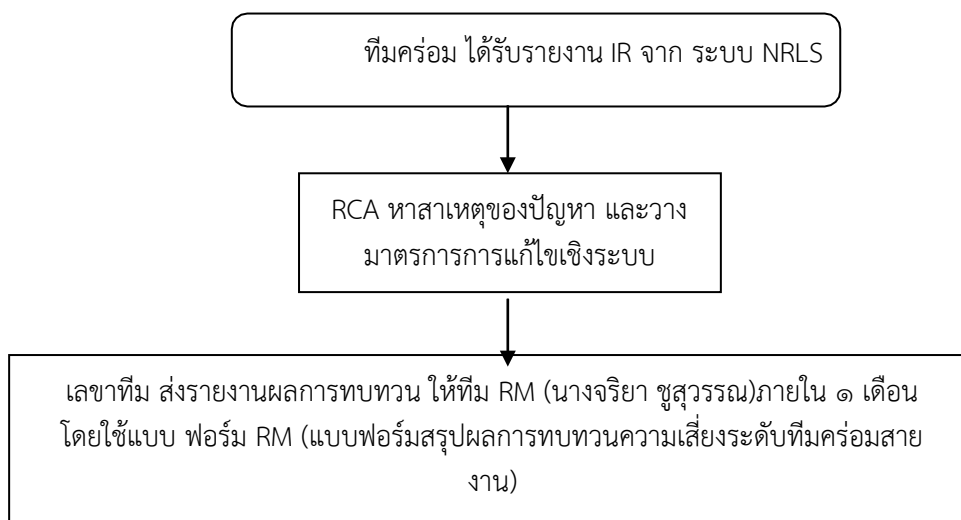 ทีมคร่อม ได้รับรายงาน IR จาก ระบบ NRLS
RCA หาสาเหตุของปัญหา และวาง
มาตรการการแก้ไขเชิงระบบ
เลขาทีม ส่งรายงานผลการทบทวน ให้ทีม RM (นางจริยา ชูสุวรรณ)ภายใน ๑ เดือน
โดยใช้แบบ ฟอร์ม RM (แบบฟอร์มสรุปผลการทบทวนความเสี่ยงระดับทีมคร่อมสาย
งาน)